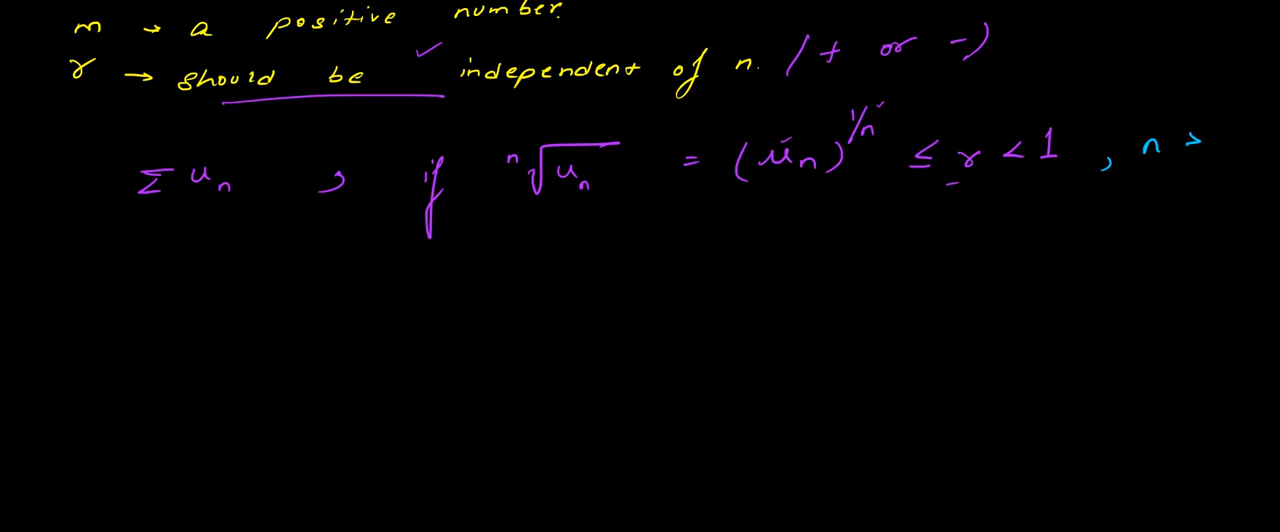 m → a positive number.
r → should be independent of n. (+ or -)
Σ u_n , if ⁿ√u_n = (u_n)^{1/n} ≤ r < 1 , n >